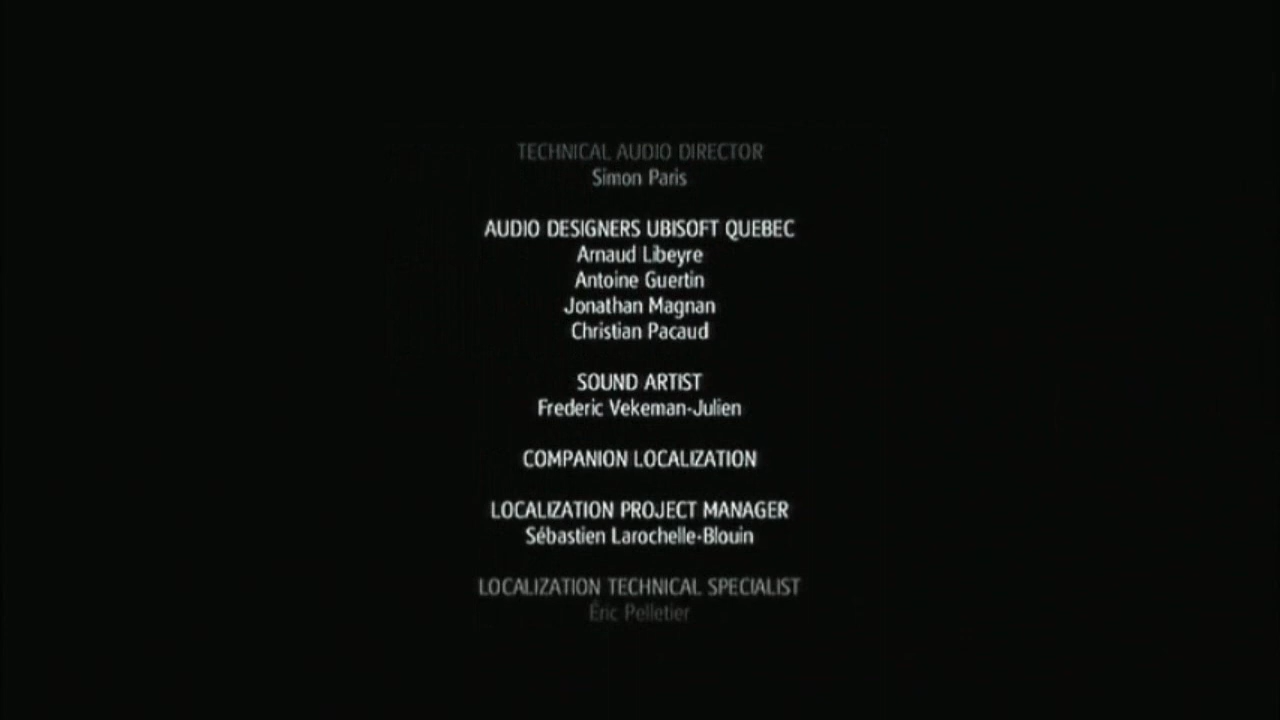 TECHNICAL AUDIO DIRECTOR
Simon Paris
AUDIO DESIGNERS UBISOFT QUEBEC
Arnaud Libeyre
Antoine Guertin
Jonathan Magnan
Christian Pacaud
SOUND ARTIST
Frederic Vekeman-Julien
COMPANION LOCALIZATION
LOCALIZATION PROJECT MANAGER
Sébastien Larochelle-Blouin
LOCALIZATION TECHNICAL SPECIALIST
Éric Pelletier